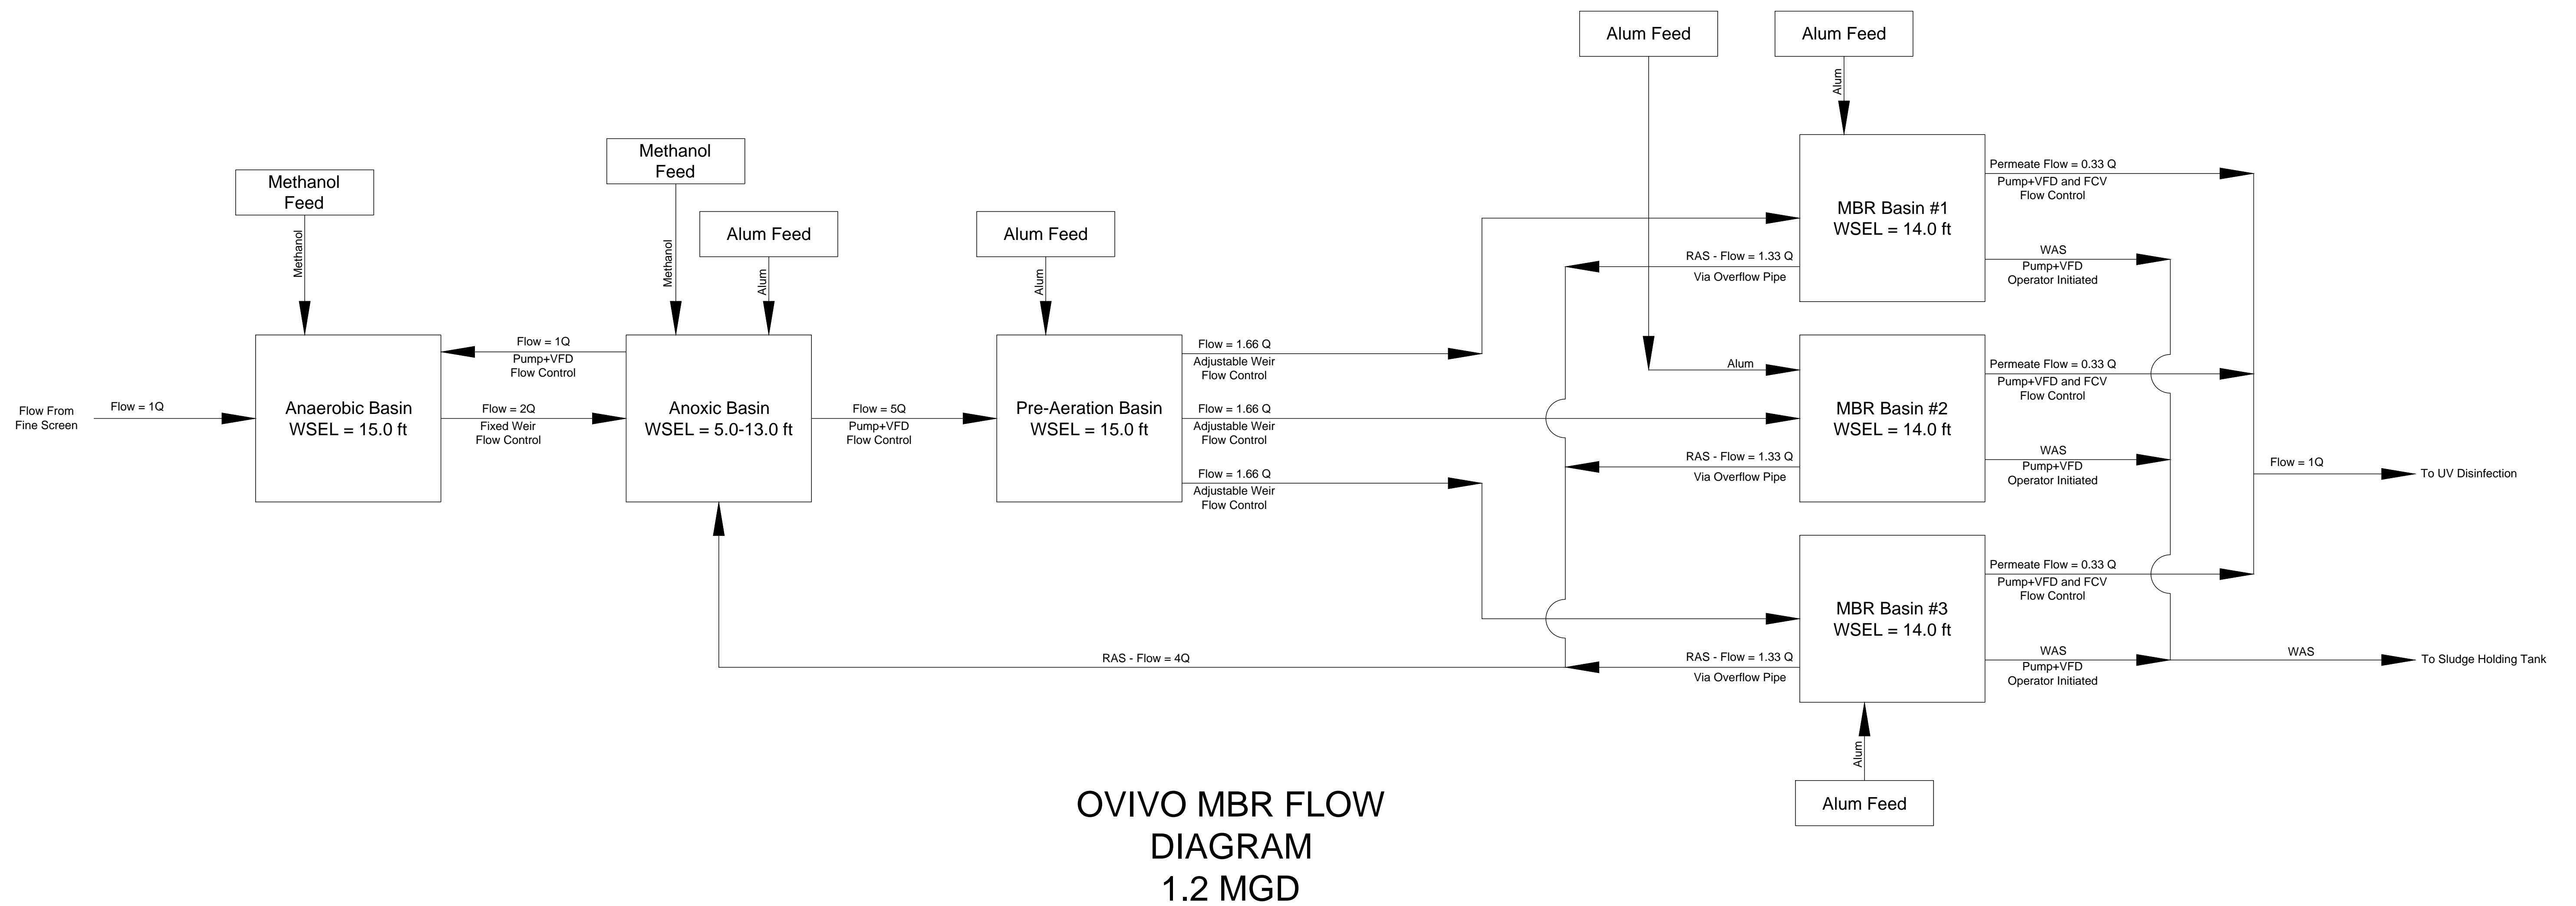 Alum Feed
Alum Feed
Alum
Methanol
Feed
Methanol
Feed
Methanol
Methanol
Alum Feed
Alum
Alum Feed
Alum
Flow From
Fine Screen
Flow = 1Q
Anaerobic Basin
WSEL = 15.0 ft
Flow = 1Q
Pump+VFD
Flow Control
Flow = 2Q
Fixed Weir
Flow Control
Anoxic Basin
WSEL = 5.0-13.0 ft
Flow = 5Q
Pump+VFD
Flow Control
Pre-Aeration Basin
WSEL = 15.0 ft
Flow = 1.66 Q
Adjustable Weir
Flow Control
Flow = 1.66 Q
Adjustable Weir
Flow Control
Flow = 1.66 Q
Adjustable Weir
Flow Control
MBR Basin #1
WSEL = 14.0 ft
RAS - Flow = 1.33 Q
Via Overflow Pipe
Permeate Flow = 0.33 Q
Pump+VFD and FCV
Flow Control
WAS
Pump+VFD
Operator Initiated
Alum
MBR Basin #2
WSEL = 14.0 ft
RAS - Flow = 1.33 Q
Via Overflow Pipe
Permeate Flow = 0.33 Q
Pump+VFD and FCV
Flow Control
WAS
Pump+VFD
Operator Initiated
Flow = 1Q
To UV Disinfection
MBR Basin #3
WSEL = 14.0 ft
RAS - Flow = 1.33 Q
Via Overflow Pipe
Permeate Flow = 0.33 Q
Pump+VFD and FCV
Flow Control
WAS
Pump+VFD
Operator Initiated
WAS
To Sludge Holding Tank
RAS - Flow = 4Q
Alum
Alum Feed
OVIVO MBR FLOW
DIAGRAM
1.2 MGD